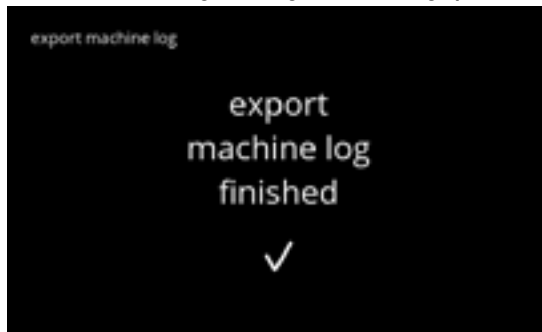 export machine log
export
machine log
finished